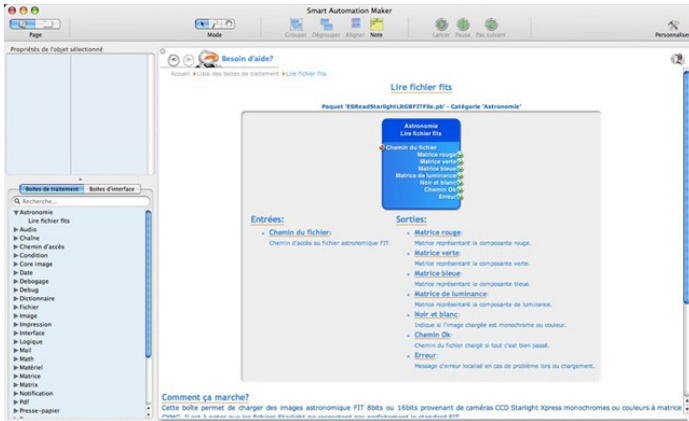 Smart Automation Maker
Page
Mode
Grouper Dégrouper Aligner Note
Lancer Pause Pas suivant
Personnaliser
Propriétés de l'objet sélectionné
Boites de traitement
Boites d'interface
Recherche...
Astronomie
Lire fichier fits
Audio
Chaîne
Chemin d'accès
Condition
Core image
Date
Debogage
Debug
Dictionnaire
Fichier
Image
Impression
Interface
Logique
Mail
Math
Matériel
Matrice
Matrix
Notification
Pdf
Presse-papier
Besoin d'aide?
Accueil Liste des boites de traitement Lire fichier fits
Lire fichier fits
Paquet 'ESReadStarlightLRGBFITFile.pb' - Catégorie 'Astronomie'
Astronomie
Lire fichier fits
Chemin du fichier
Matrice rouge
Matrice verte
Matrice bleue
Matrice de luminance
Noir et blanc
Chemin Ok
Erreur
Entrées:
Chemin du fichier:
Chemin d'accès au fichier astronomique FIT.
Sorties:
Matrice rouge:
Matrice représentant la composante rouge.
Matrice verte:
Matrice représentant la composante verte.
Matrice bleue:
Matrice représentant la composante bleue.
Matrice de luminance:
Matrice représentant la composante de luminance.
Noir et blanc:
Indique si l'image chargée est monochrome ou couleur.
Chemin Ok:
Chemin du fichier chargé si tout c'est bien passé.
Erreur:
Message d'erreur localisé en cas de problème lors du chargement.
Comment ça marche?
Cette boîte permet de charger des images astronomique FIT 8bits ou 16bits provenant de caméras CCD Starlight Xpress monochromes ou couleurs à matrice